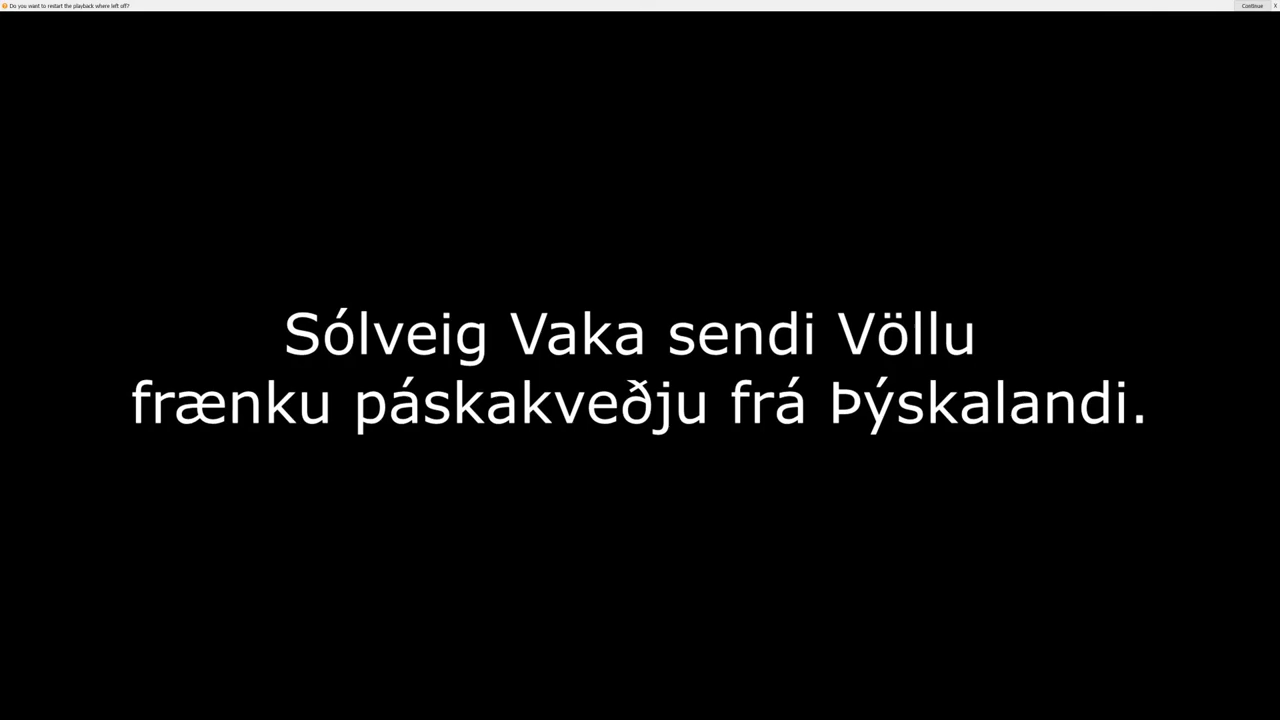 Do you want to restart the playback where left off?
Continue
X
Sólveig Vaka sendi Völlu
frænku páskakveðju frá Þýskalandi.